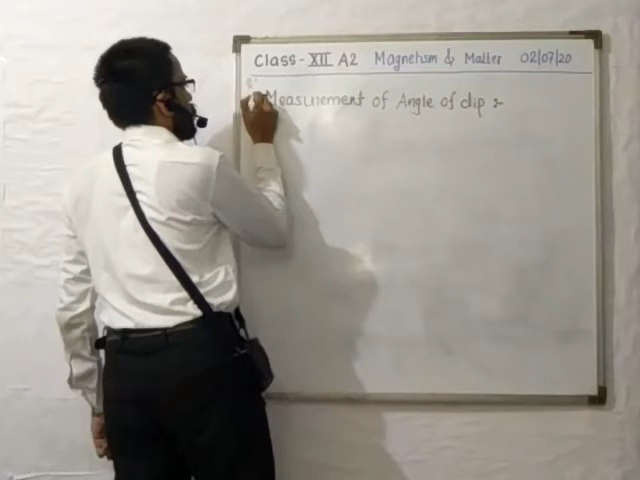 Class - XII A2 Magnetism & Matter 02/07/20
Measurement of Angle of dip :-